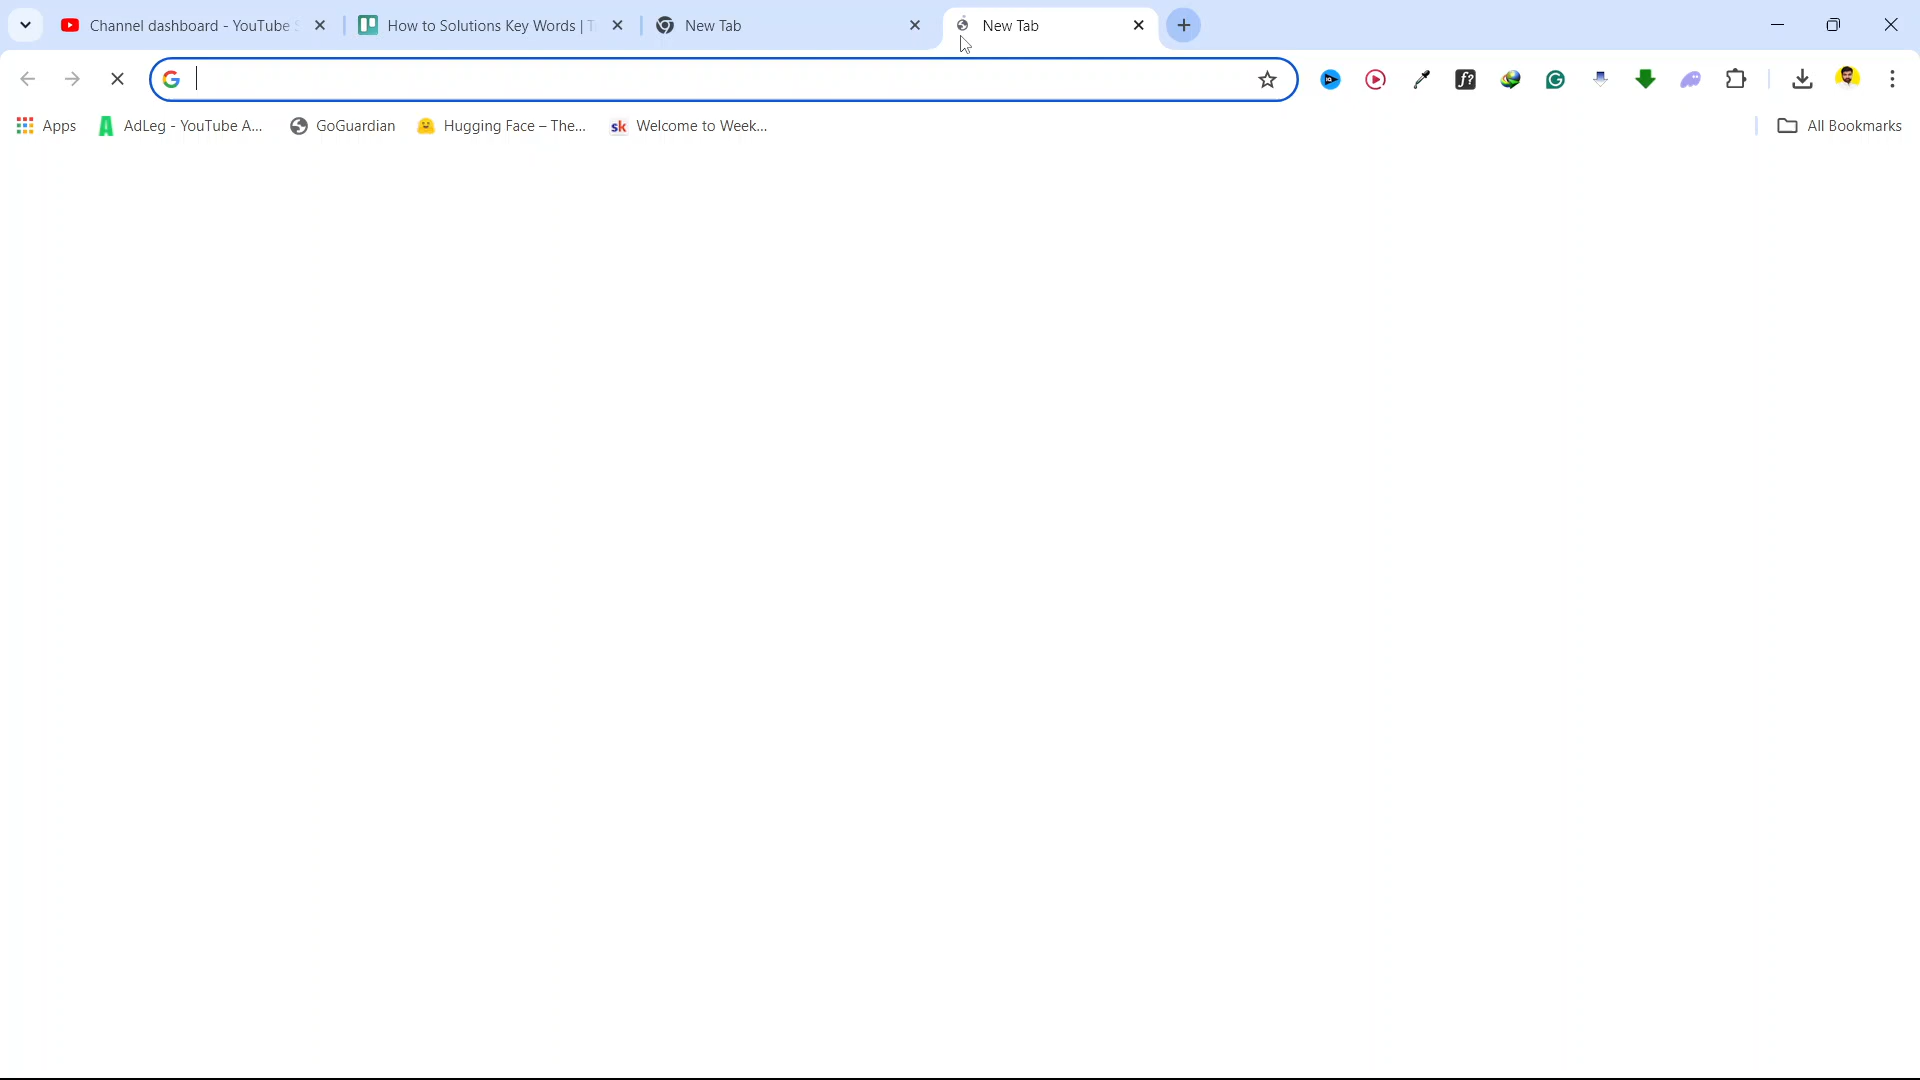 Channel dashboard - YouTube
How to Solutions Key Words |
New Tab
New Tab
Apps
AdLeg - YouTube A...
GoGuardian
Hugging Face – The...
sk
Welcome to Week...
All Bookmarks